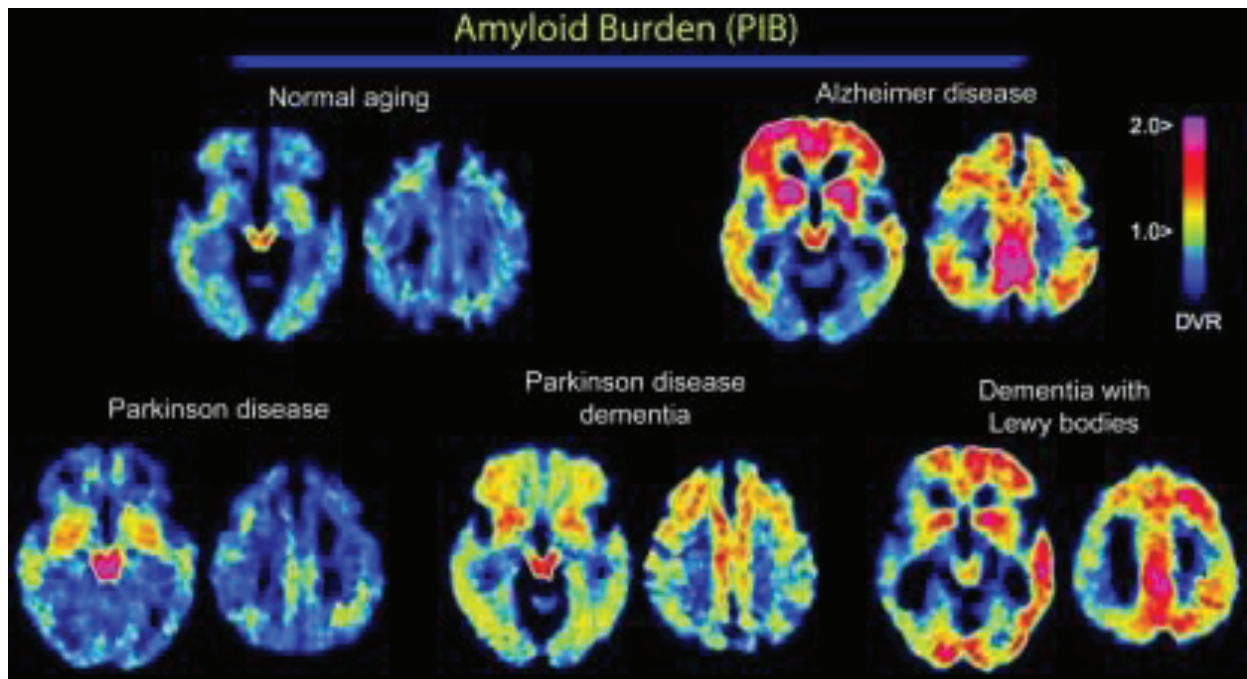 Amyloid Burden (PIB)
Normal aging
Alzheimer disease
2.0>
1.0>
DVR
Parkinson disease
Parkinson disease
dementia
Dementia with
Lewy bodies